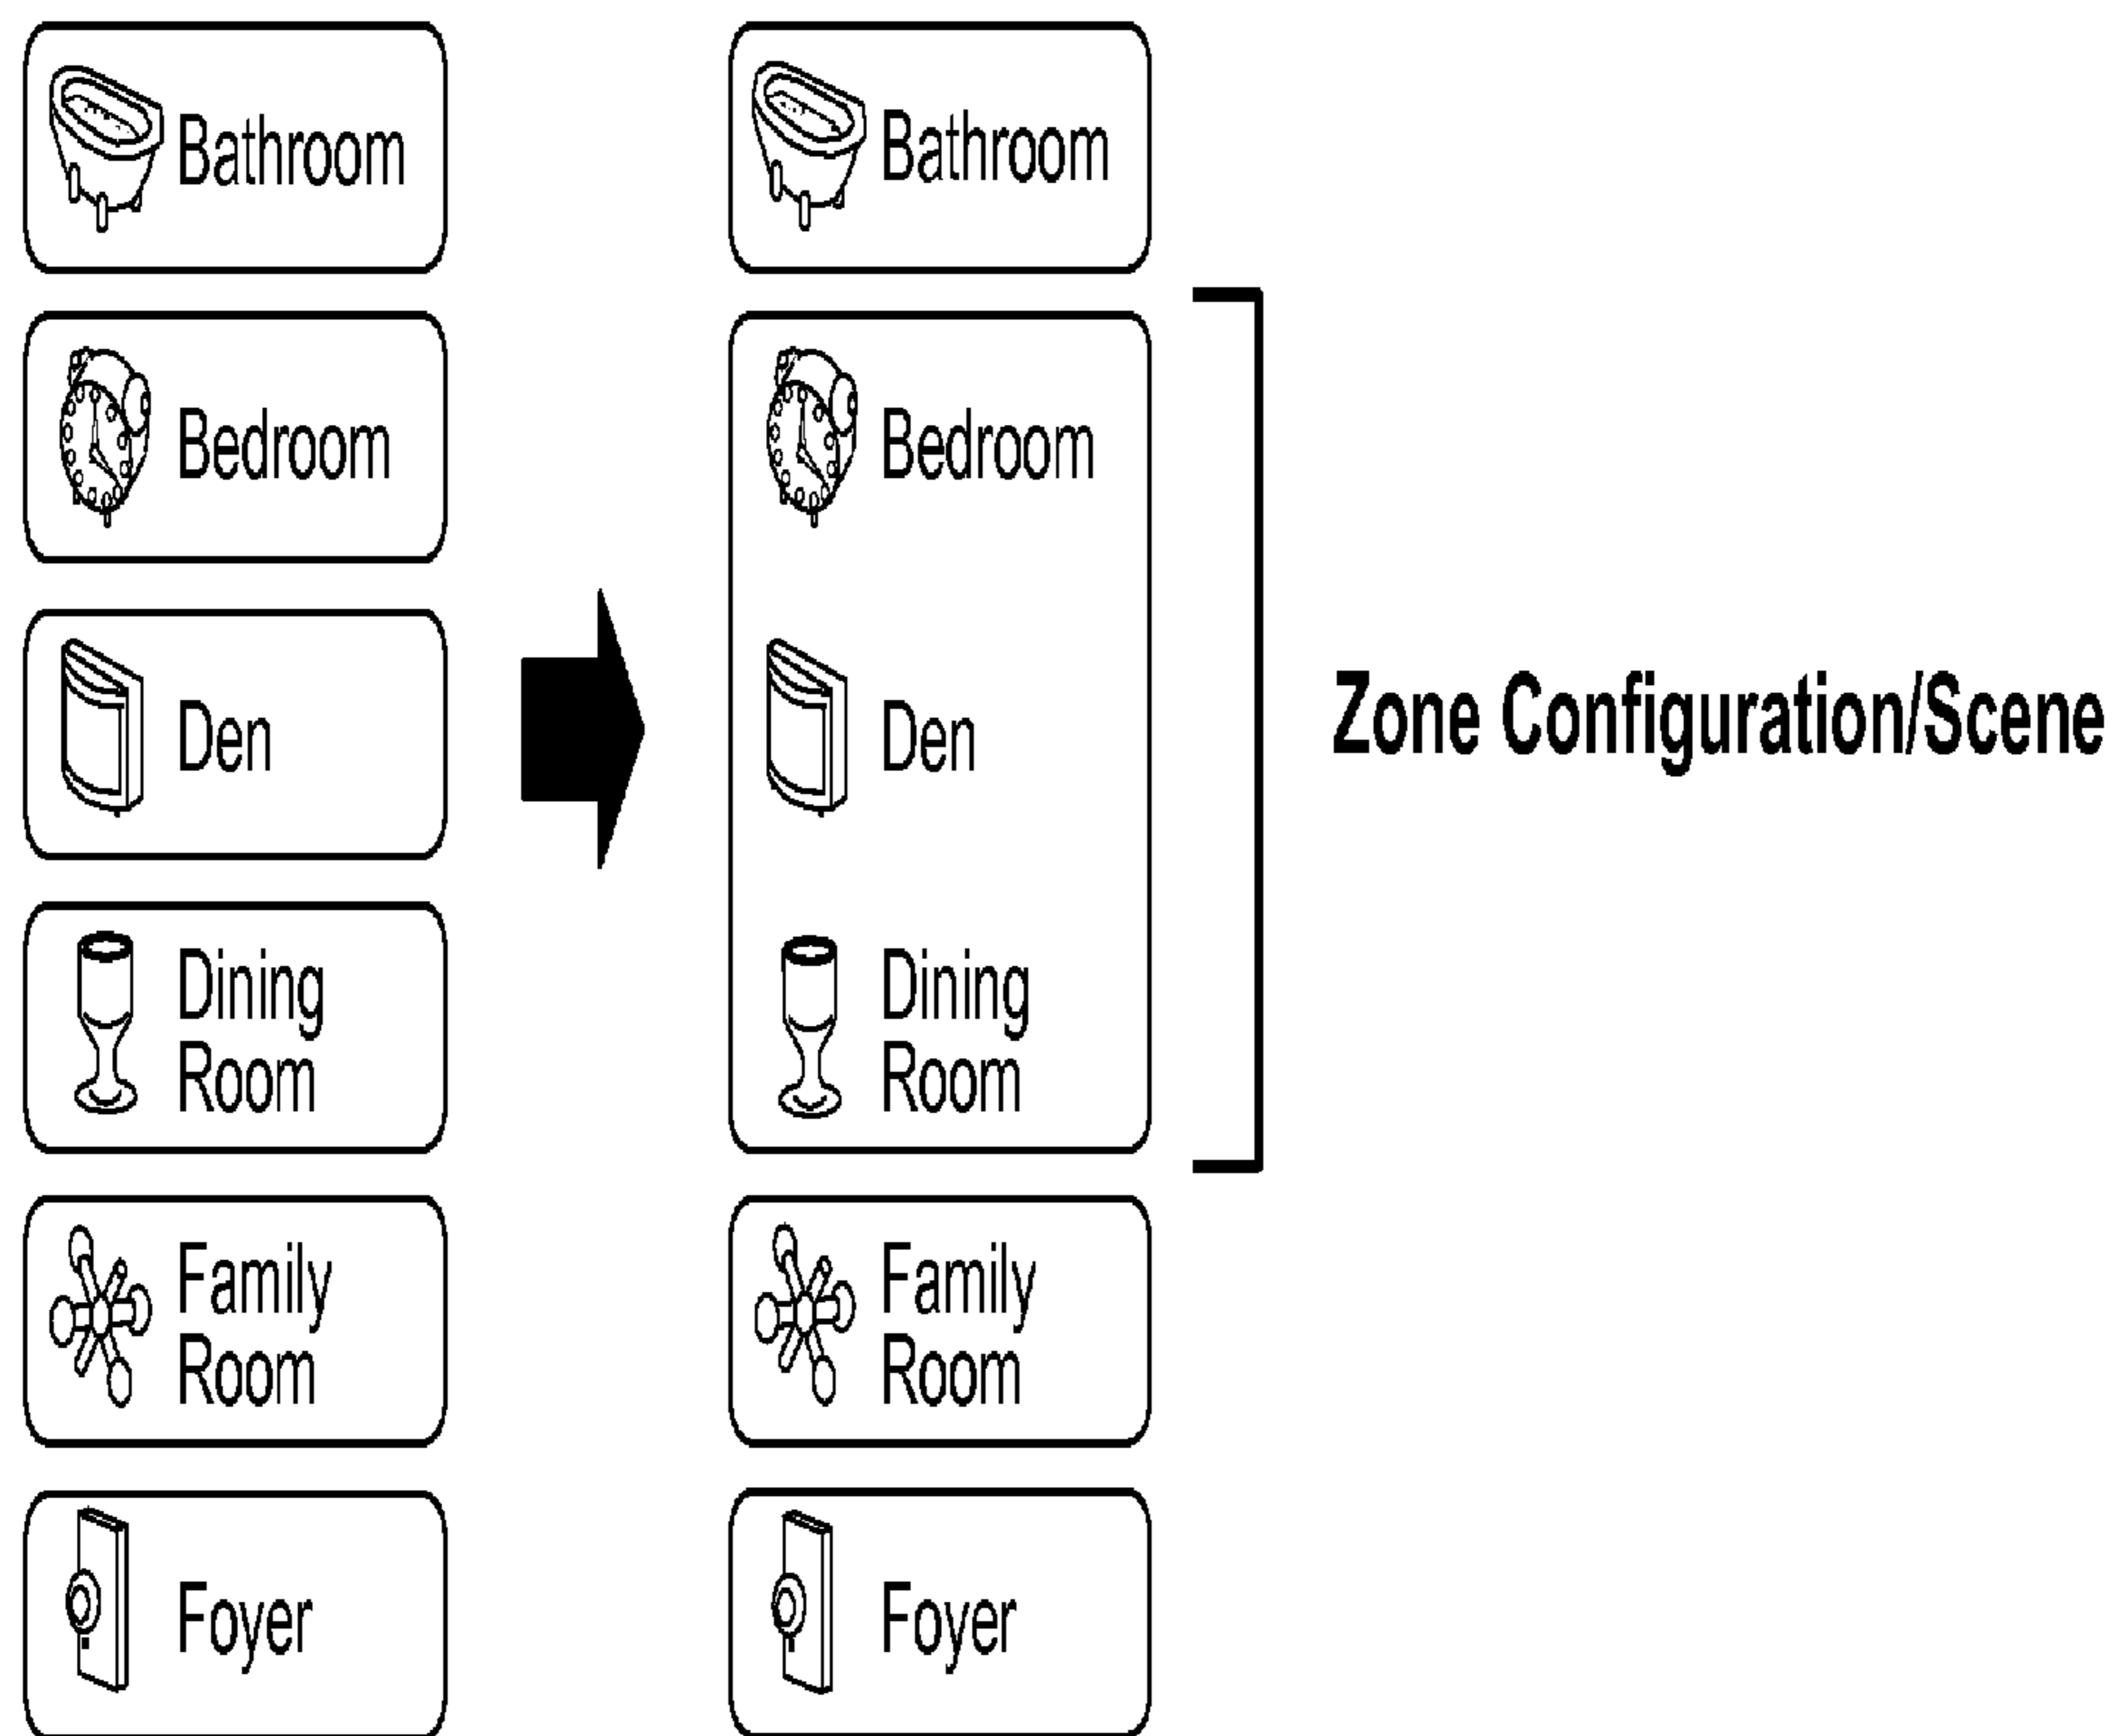 Bathroom
Bedroom
Den
Dining
Room
Family
Room
Foyer
Bathroom
Bedroom
Den
Dining
Room
Family
Room
Foyer
Zone Configuration/Scene